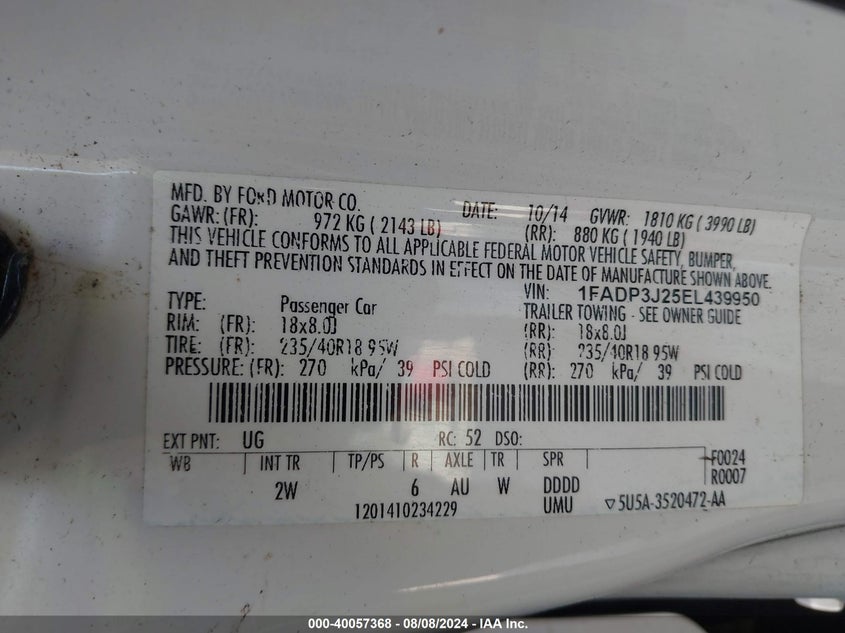 MFD. BY FORD MOTOR CO. DATE: 10/14 GVWR: 1810 KG ( 3990 LB)
GAWR: (FR): 972 KG ( 2143 LB) (RR): 880 KG ( 1940 LB)
THIS VEHICLE CONFORMS TO ALL APPLICABLE FEDERAL MOTOR VEHICLE SAFETY, BUMPER,
AND THEFT PREVENTION STANDARDS IN EFFECT ON THE DATE OF MANUFACTURE SHOWN ABOVE.
VIN: 1FADP3J25EL439950
TYPE: Passenger Car TRAILER TOWING - SEE OWNER GUIDE
RIM: (FR): 18x8.0J (RR): 18x8.0J
TIRE: (FR): 235/40R18 95W (RR): 235/40R18 95W
PRESSURE: (FR): 270 kPa/ 39 PSI COLD (RR): 270 kPa/ 39 PSI COLD
EXT PNT: UG RC: 52 DSO:
WB INT TR TP/PS R AXLE TR SPR F0024
2W 6 AU W DDDD R0007
1201410234229 UMU ▽5U5A-3520472-AA
000-40057368 - 08/08/2024 - IAA Inc.